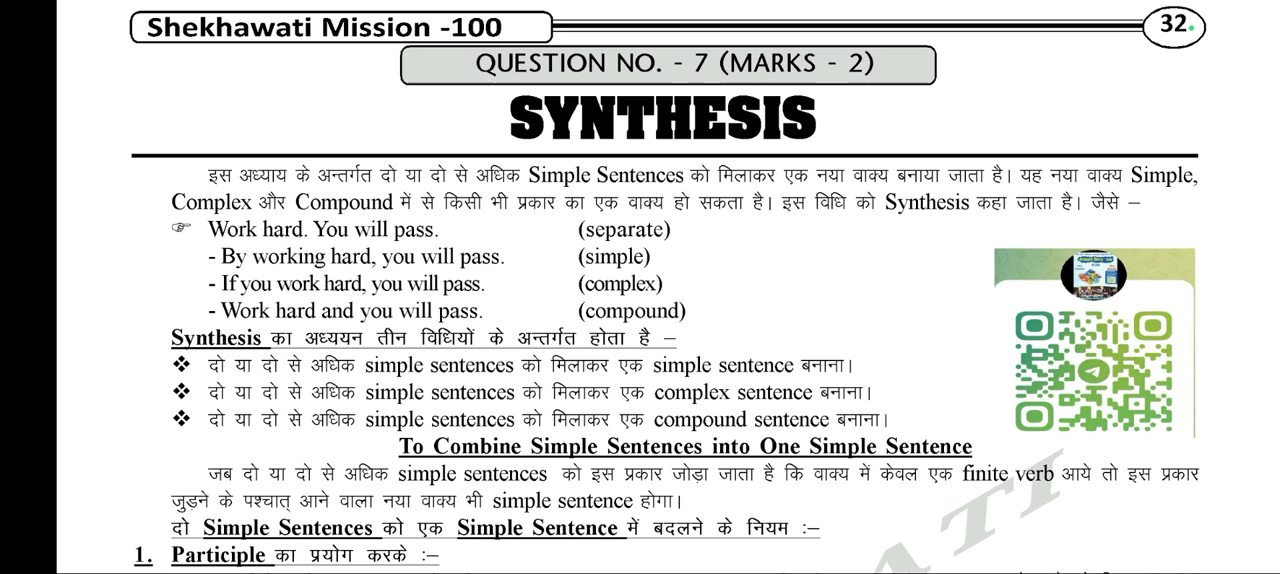 Shekhawati Mission -100
32.
QUESTION NO. - 7 (MARKS - 2)
SYNTHESIS
इस अध्याय के अन्तर्गत दो या दो से अधिक Simple Sentences को मिलाकर एक नया वाक्य बनाया जाता है। यह नया वाक्य Simple,
Complex और Compound में से किसी भी प्रकार का एक वाक्य हो सकता है। इस विधि को Synthesis कहा जाता है। जैसे –
☞ Work hard. You will pass. (separate)
- By working hard, you will pass. (simple)
- If you work hard, you will pass. (complex)
- Work hard and you will pass. (compound)
Synthesis का अध्ययन तीन विधियों के अन्तर्गत होता है –
❖ दो या दो से अधिक simple sentences को मिलाकर एक simple sentence बनाना।
❖ दो या दो से अधिक simple sentences को मिलाकर एक complex sentence बनाना।
❖ दो या दो से अधिक simple sentences को मिलाकर एक compound sentence बनाना।
To Combine Simple Sentences into One Simple Sentence
जब दो या दो से अधिक simple sentences को इस प्रकार जोड़ा जाता है कि वाक्य में केवल एक finite verb आये तो इस प्रकार
जुड़ने के पश्चात् आने वाला नया वाक्य भी simple sentence होगा।
दो Simple Sentences को एक Simple Sentence में बदलने के नियम :–
1. Participle का प्रयोग करके :–